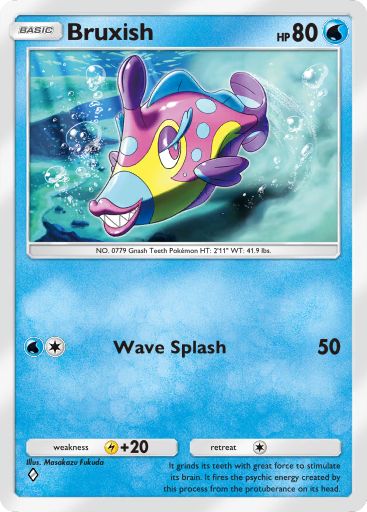 BASIC Bruxish HP 80
NO. 0779 Gnash Teeth Pokémon HT: 2'11" WT: 41.9 lbs.
Wave Splash 50
weakness +20 retreat
Illus. Masakazu Fukuda
It grinds its teeth with great force to stimulate
its brain. It fires the psychic energy created by
this process from the protuberance on its head.